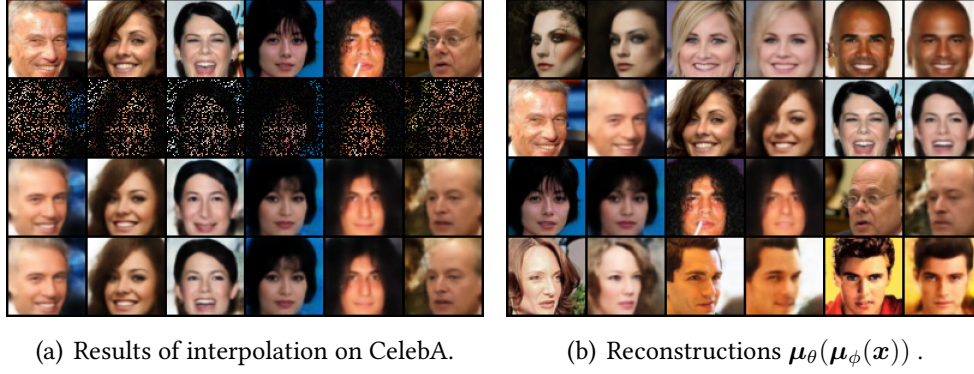 (a) Results of interpolation on CelebA.
(b) Reconstructions μ_θ(μ_ϕ(x)) .